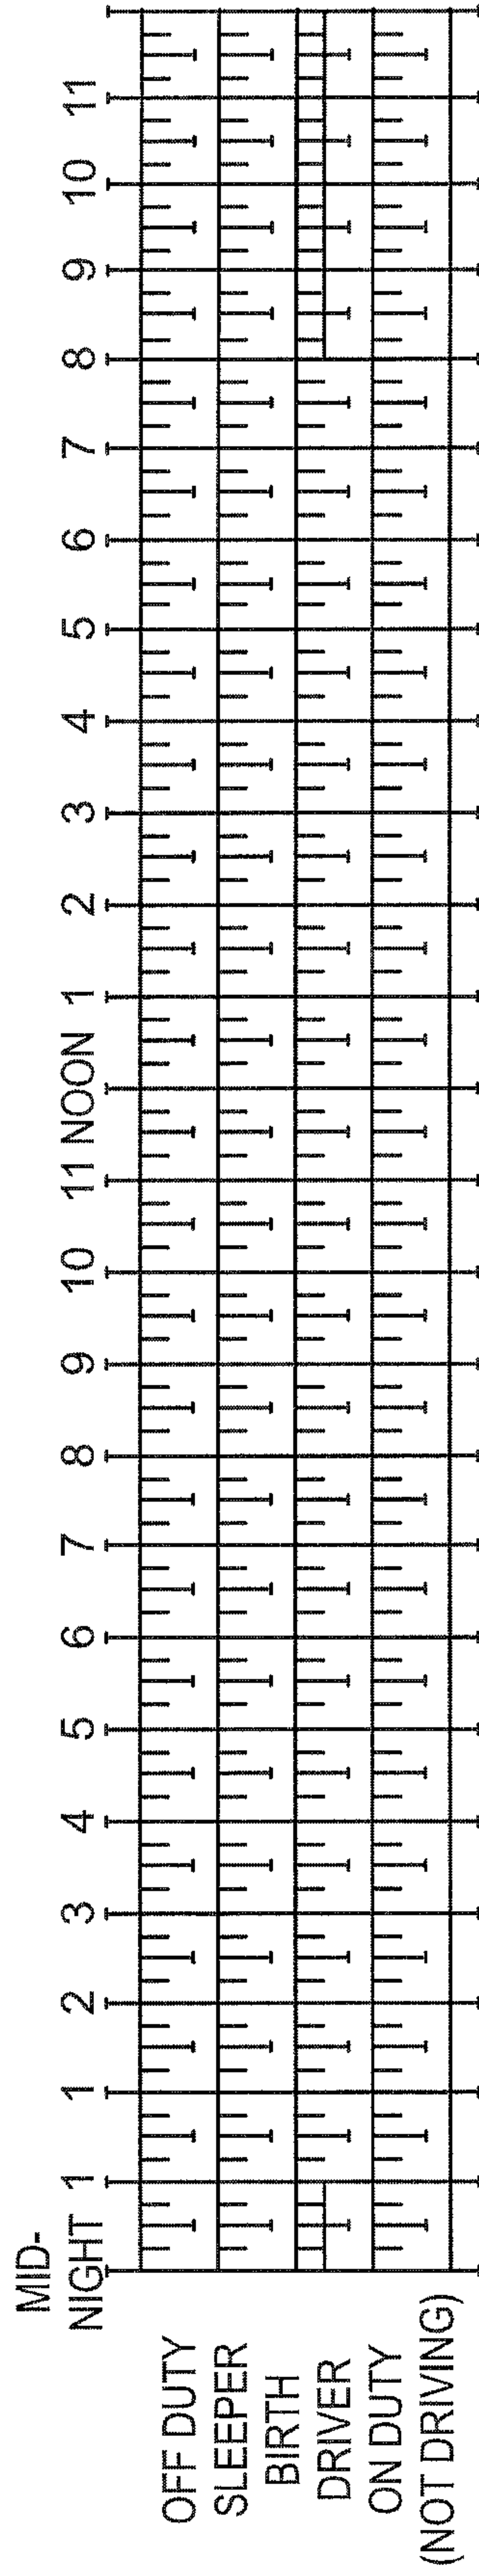 MID-
NIGHT 1 1 2 3 4 5 6 7 8 9 10 11 NOON 1 2 3 4 5 6 7 8 9 10 11
OFF DUTY
SLEEPER
BIRTH
DRIVER
ON DUTY
(NOT DRIVING)